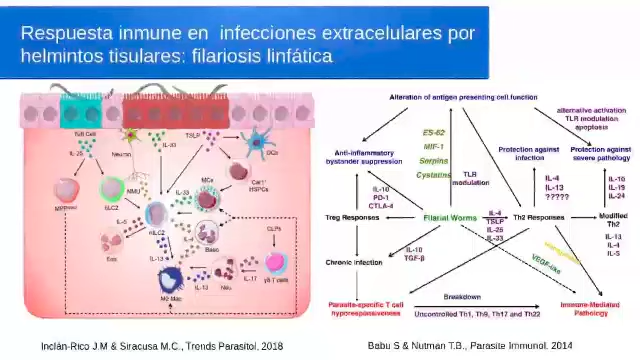 Respuesta inmune en infecciones extracelulares por
helmintos tisulares: filariosis linfática
Tuft Cell
IL-25
Neuron
IL-33
TSLP
DCs
MPPtype2
NMU
ILC2
IL-33
MCs
Cart1+
HSPCs
IL-5
nILC2
IL-4
Baso
Eos
IL-13
CLPs
M2 Mac
IL-13
Neu
IL-17
γδ T cells
Inclán-Rico J.M & Siracusa M.C., Trends Parasitol, 2018
Alteration of antigen presenting cell function
alternative activation
TLR modulation
apoptosis
ES-62
MIF-1
Serpins
Cystatins
Anti-inflammatory
bystander suppression
Protection against
infection
Protection against
severe pathology
TLR
modulation
IL-10
PD-1
CTLA-4
IL-4
IL-13
?????
IL-10
IL-19
IL-24
Treg Responses
Filarial Worms
IL-4
TSLP
IL-25
IL-33
Th2 Responses
Modified
Th2
IL-10
TGF-β
IL-13
IL-4
IL-5
Chronic infection
VEGF-like
Parasite-specific T cell
hyporesponsiveness
Breakdown
Uncontrolled Th1, Th9, Th17 and Th22
Immune-Mediated
Pathology
Babu S & Nutman T.B., Parasite Immunol, 2014